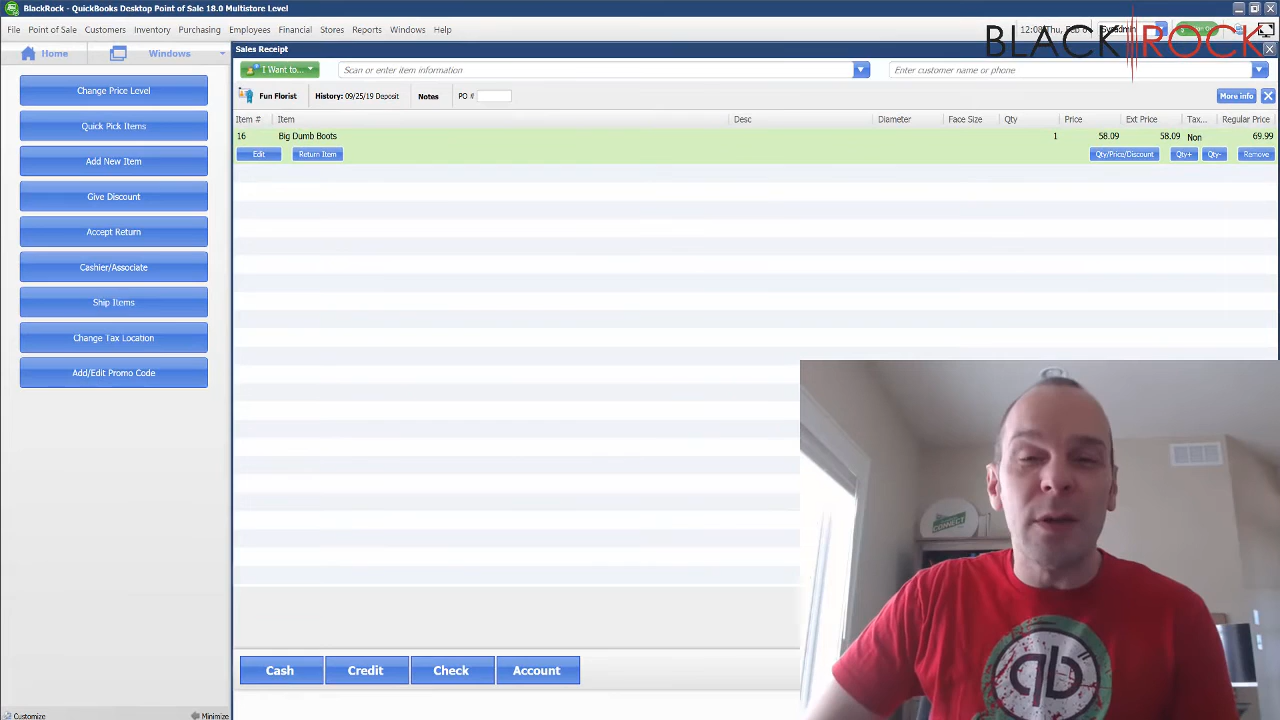 BlackRock - QuickBooks Desktop Point of Sale 18.0 Multistore Level
File Point of Sale Customers Inventory Purchasing Employees Financial Stores Reports Windows Help
12:08 Thu, Feb 6
BLACKROCK
Home Windows
Sales Receipt
I Want to... Scan or enter item information Enter customer name or phone
Fun Florist History: 09/25/19 Deposit Notes PO # More info
Item # Item Desc Diameter Face Size Qty Price Ext Price Tax... Regular Price
16 Big Dumb Boots 1 58.09 58.09 Non 69.99
Edit Return Item Qty/Price/Discount Qty+ Qty- Remove
Change Price Level
Quick Pick Items
Add New Item
Give Discount
Accept Return
Cashier/Associate
Ship Items
Change Tax Location
Add/Edit Promo Code
Cash Credit Check Account
Customize Minimize
qb